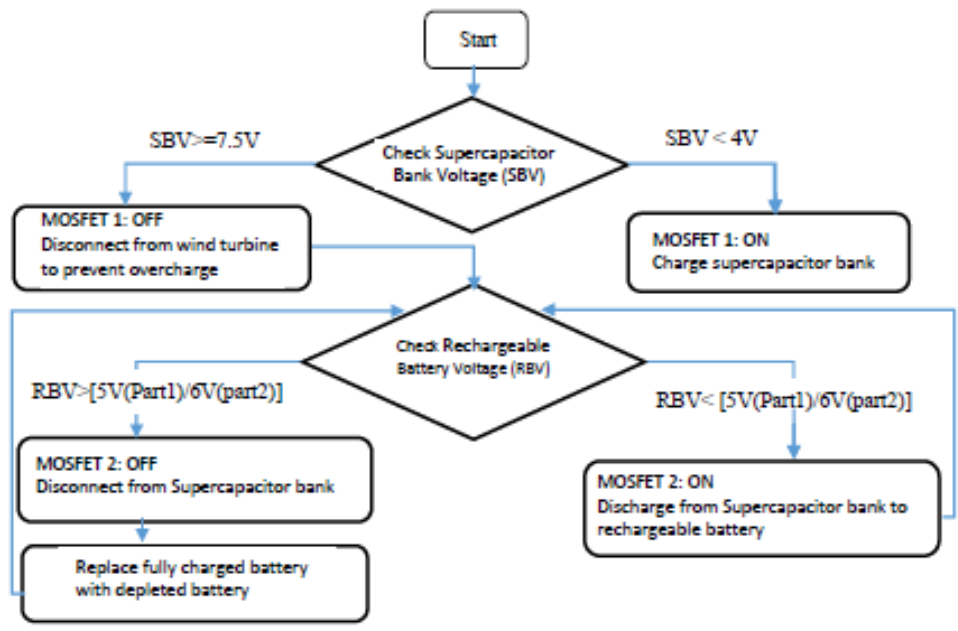 Start
SBV>=7.5V
SBV < 4V
Check Supercapacitor
Bank Voltage (SBV)
MOSFET 1: OFF
Disconnect from wind turbine
to prevent overcharge
MOSFET 1: ON
Charge supercapacitor bank
Check Rechargeable
Battery Voltage (RBV)
RBV>[5V(Part1)/6V(part2)]
RBV< [5V(Part1)/6V(part2)]
MOSFET 2: OFF
Disconnect from Supercapacitor bank
MOSFET 2: ON
Discharge from Supercapacitor bank to
rechargeable battery
Replace fully charged battery
with depleted battery